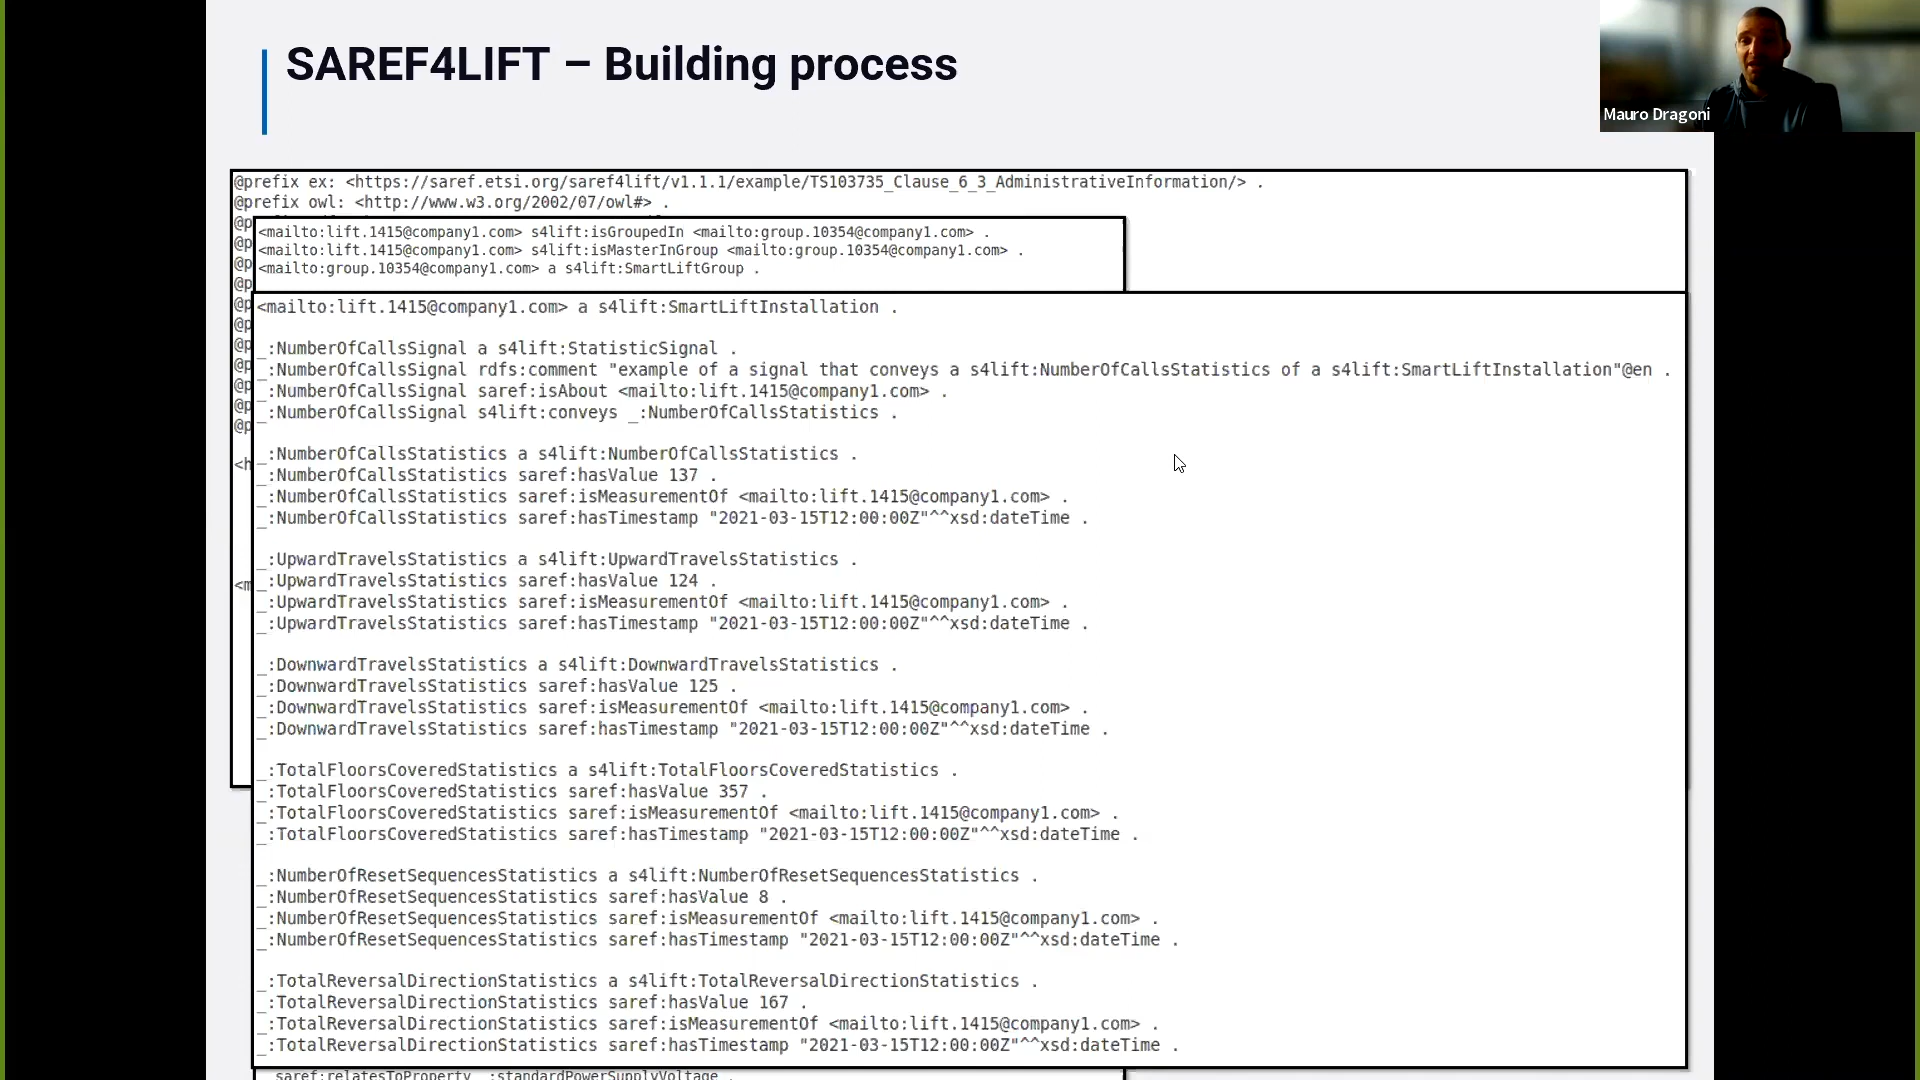 SAREF4LIFT – Building process
Mauro Dragoni
@prefix ex: <https://saref.etsi.org/saref4lift/v1.1.1/example/TS103735_Clause_6_3_AdministrativeInformation/> .
@prefix owl: <http://www.w3.org/2002/07/owl#> .
<mailto:lift.1415@company1.com> s4lift:isGroupedIn <mailto:group.10354@company1.com> .
<mailto:lift.1415@company1.com> s4lift:isMasterInGroup <mailto:group.10354@company1.com> .
<mailto:group.10354@company1.com> a s4lift:SmartLiftGroup .
<mailto:lift.1415@company1.com> a s4lift:SmartLiftInstallation .
_:NumberOfCallsSignal a s4lift:StatisticSignal .
_:NumberOfCallsSignal rdfs:comment "example of a signal that conveys a s4lift:NumberOfCallsStatistics of a s4lift:SmartLiftInstallation"@en .
_:NumberOfCallsSignal saref:isAbout <mailto:lift.1415@company1.com> .
_:NumberOfCallsSignal s4lift:conveys _:NumberOfCallsStatistics .
_:NumberOfCallsStatistics a s4lift:NumberOfCallsStatistics .
_:NumberOfCallsStatistics saref:hasValue 137 .
_:NumberOfCallsStatistics saref:isMeasurementOf <mailto:lift.1415@company1.com> .
_:NumberOfCallsStatistics saref:hasTimestamp "2021-03-15T12:00:00Z"^^xsd:dateTime .
_:UpwardTravelsStatistics a s4lift:UpwardTravelsStatistics .
_:UpwardTravelsStatistics saref:hasValue 124 .
_:UpwardTravelsStatistics saref:isMeasurementOf <mailto:lift.1415@company1.com> .
_:UpwardTravelsStatistics saref:hasTimestamp "2021-03-15T12:00:00Z"^^xsd:dateTime .
_:DownwardTravelsStatistics a s4lift:DownwardTravelsStatistics .
_:DownwardTravelsStatistics saref:hasValue 125 .
_:DownwardTravelsStatistics saref:isMeasurementOf <mailto:lift.1415@company1.com> .
_:DownwardTravelsStatistics saref:hasTimestamp "2021-03-15T12:00:00Z"^^xsd:dateTime .
_:TotalFloorsCoveredStatistics a s4lift:TotalFloorsCoveredStatistics .
_:TotalFloorsCoveredStatistics saref:hasValue 357 .
_:TotalFloorsCoveredStatistics saref:isMeasurementOf <mailto:lift.1415@company1.com> .
_:TotalFloorsCoveredStatistics saref:hasTimestamp "2021-03-15T12:00:00Z"^^xsd:dateTime .
_:NumberOfResetSequencesStatistics a s4lift:NumberOfResetSequencesStatistics .
_:NumberOfResetSequencesStatistics saref:hasValue 8 .
_:NumberOfResetSequencesStatistics saref:isMeasurementOf <mailto:lift.1415@company1.com> .
_:NumberOfResetSequencesStatistics saref:hasTimestamp "2021-03-15T12:00:00Z"^^xsd:dateTime .
_:TotalReversalDirectionStatistics a s4lift:TotalReversalDirectionStatistics .
_:TotalReversalDirectionStatistics saref:hasValue 167 .
_:TotalReversalDirectionStatistics saref:isMeasurementOf <mailto:lift.1415@company1.com> .
_:TotalReversalDirectionStatistics saref:hasTimestamp "2021-03-15T12:00:00Z"^^xsd:dateTime .
saref:relatesToProperty _:standardPowerSupplyVoltage .